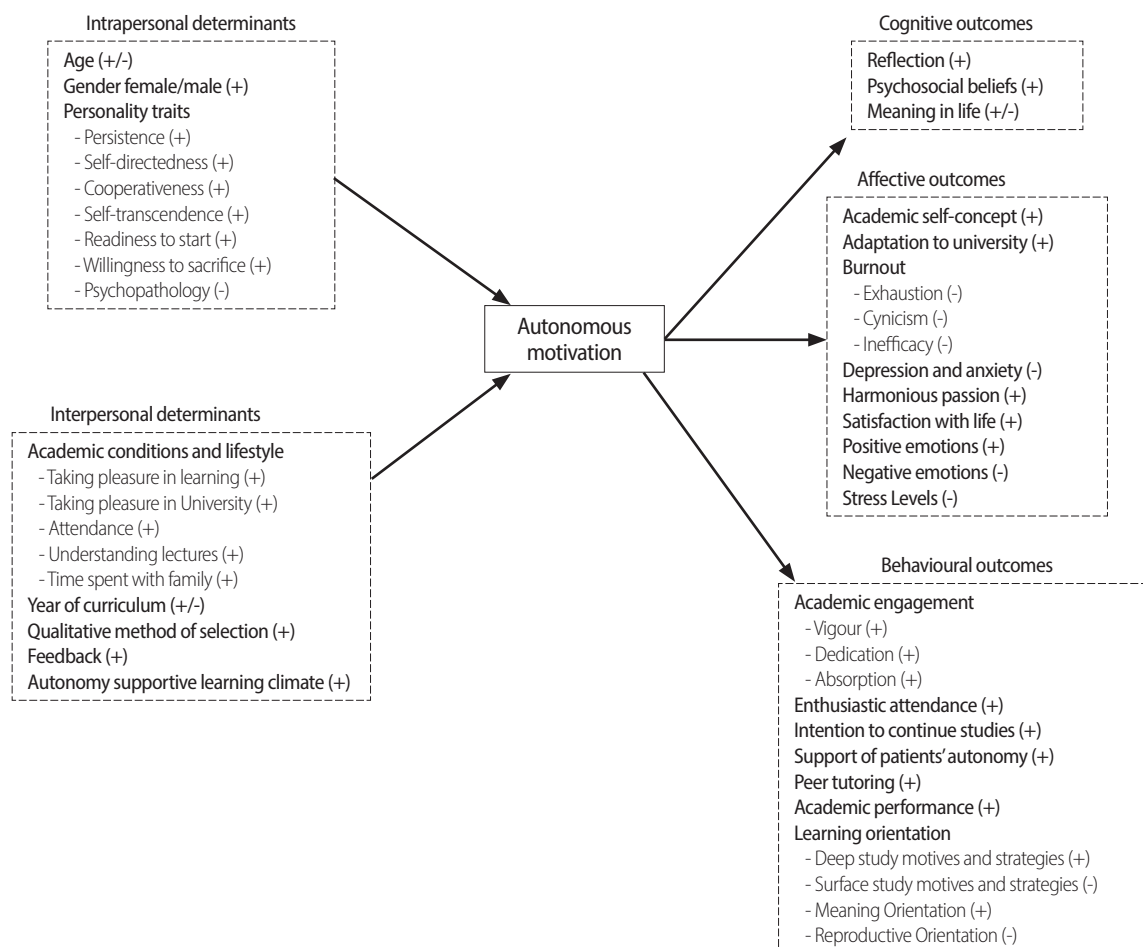 Intrapersonal determinants
Age (+/-)
Gender female/male (+)
Personality traits
- Persistence (+)
- Self-directedness (+)
- Cooperativeness (+)
- Self-transcendence (+)
- Readiness to start (+)
- Willingness to sacrifice (+)
- Psychopathology (-)
Interpersonal determinants
Academic conditions and lifestyle
- Taking pleasure in learning (+)
- Taking pleasure in University (+)
- Attendance (+)
- Understanding lectures (+)
- Time spent with family (+)
Year of curriculum (+/-)
Qualitative method of selection (+)
Feedback (+)
Autonomy supportive learning climate (+)
Autonomous
motivation
Cognitive outcomes
Reflection (+)
Psychosocial beliefs (+)
Meaning in life (+/-)
Affective outcomes
Academic self-concept (+)
Adaptation to university (+)
Burnout
- Exhaustion (-)
- Cynicism (-)
- Inefficacy (-)
Depression and anxiety (-)
Harmonious passion (+)
Satisfaction with life (+)
Positive emotions (+)
Negative emotions (-)
Stress Levels (-)
Behavioural outcomes
Academic engagement
- Vigour (+)
- Dedication (+)
- Absorption (+)
Enthusiastic attendance (+)
Intention to continue studies (+)
Support of patients' autonomy (+)
Peer tutoring (+)
Academic performance (+)
Learning orientation
- Deep study motives and strategies (+)
- Surface study motives and strategies (-)
- Meaning Orientation (+)
- Reproductive Orientation (-)